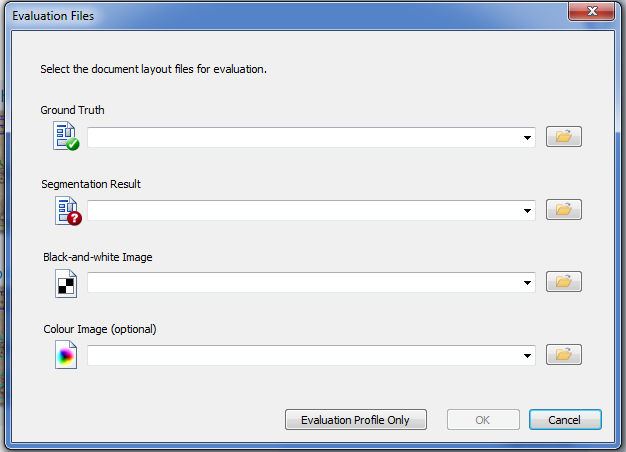 Evaluation Files
Select the document layout files for evaluation.
Ground Truth
Segmentation Result
Black-and-white Image
Colour Image (optional)
Evaluation Profile Only
OK
Cancel